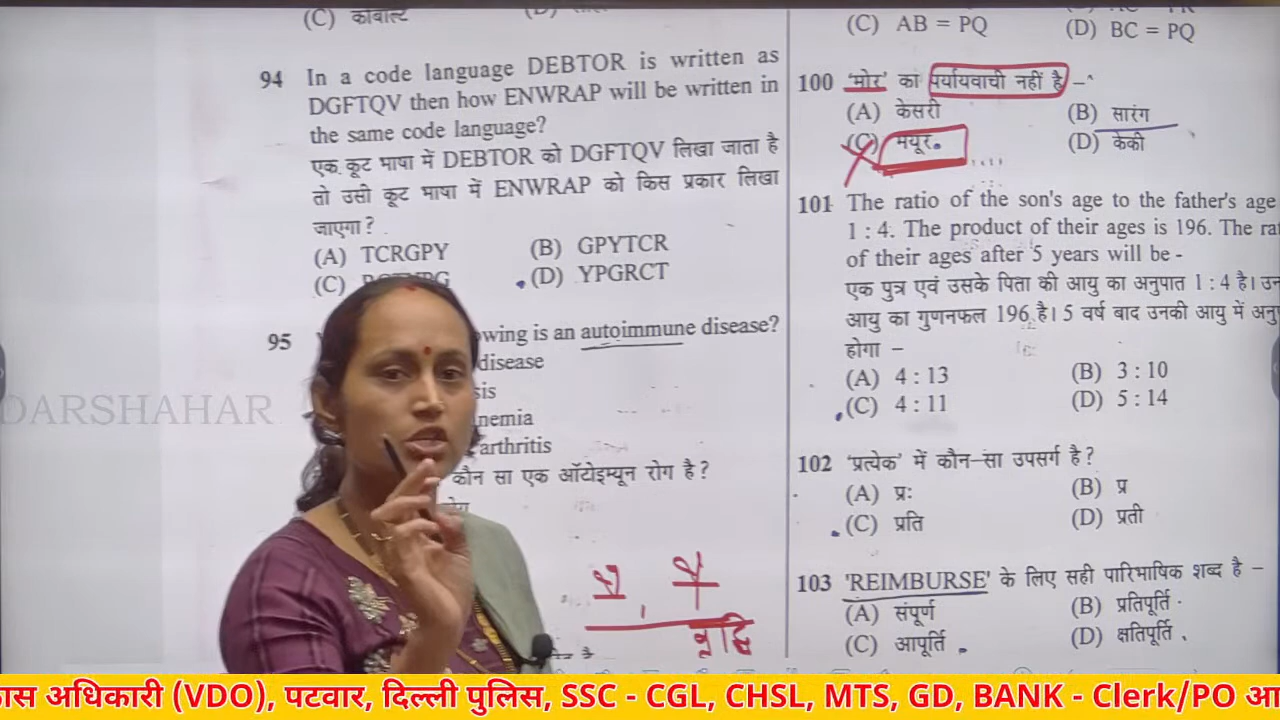 (C) कोबाल्ट
94 In a code language DEBTOR is written as
DGFTQV then how ENWRAP will be written in
the same code language?
एक कूट भाषा में DEBTOR को DGFTQV लिखा जाता है
तो उसी कूट भाषा में ENWRAP को किस प्रकार लिखा
जाएगा ?
(A) TCRGPY (B) GPYTCR
(C) (D) YPGRCT
95 owing is an autoimmune disease?
disease
sis
nemia
arthritis
कौन सा एक ऑटोइम्यून रोग है ?
(C) AB = PQ (D) BC = PQ
100 'मोर' का पर्यायवाची नहीं है –
(A) केसरी (B) सारंग
(C) मयूर (D) केकी
101 The ratio of the son's age to the father's age
1 : 4. The product of their ages is 196. The ra
of their ages after 5 years will be -
एक पुत्र एवं उसके पिता की आयु का अनुपात 1 : 4 है। उन
आयु का गुणनफल 196 है। 5 वर्ष बाद उनकी आयु में अनु
होगा –
(A) 4 : 13 (B) 3 : 10
(C) 4 : 11 (D) 5 : 14
102 'प्रत्येक' में कौन-सा उपसर्ग है ?
(A) प्रः (B) प्र
(C) प्रति (D) प्रती
103 'REIMBURSE' के लिए सही पारिभाषिक शब्द है –
(A) संपूर्ण (B) प्रतिपूर्ति
(C) आपूर्ति (D) क्षतिपूर्ति
DARSHAHAR
कास अधिकारी (VDO), पटवार, दिल्ली पुलिस, SSC - CGL, CHSL, MTS, GD, BANK - Clerk/PO आ